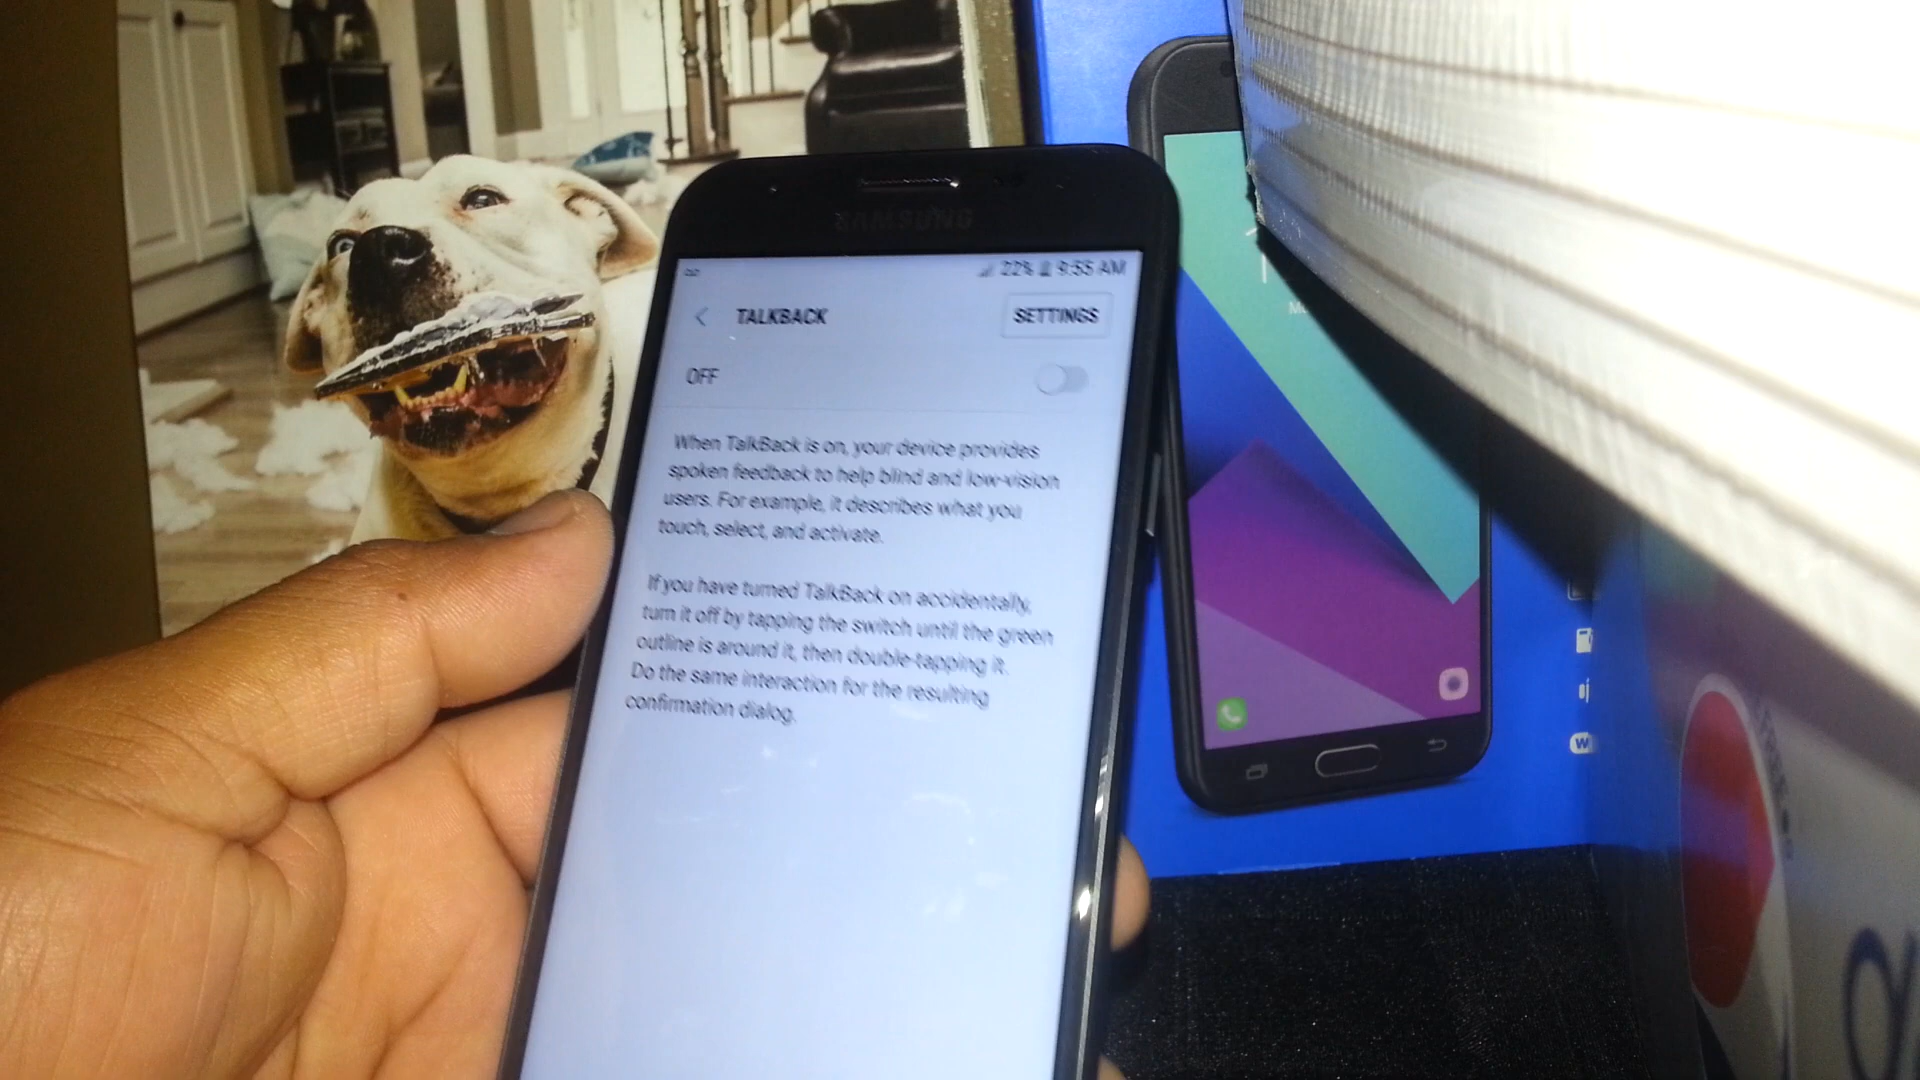 SAMSUNG
22% 9:55 AM
TALKBACK
SETTINGS
OFF
When TalkBack is on, your device provides
spoken feedback to help blind and low-vision
users. For example, it describes what you
touch, select, and activate.
If you have turned TalkBack on accidentally,
turn it off by tapping the switch until the green
outline is around it, then double-tapping it.
Do the same interaction for the resulting
confirmation dialog.